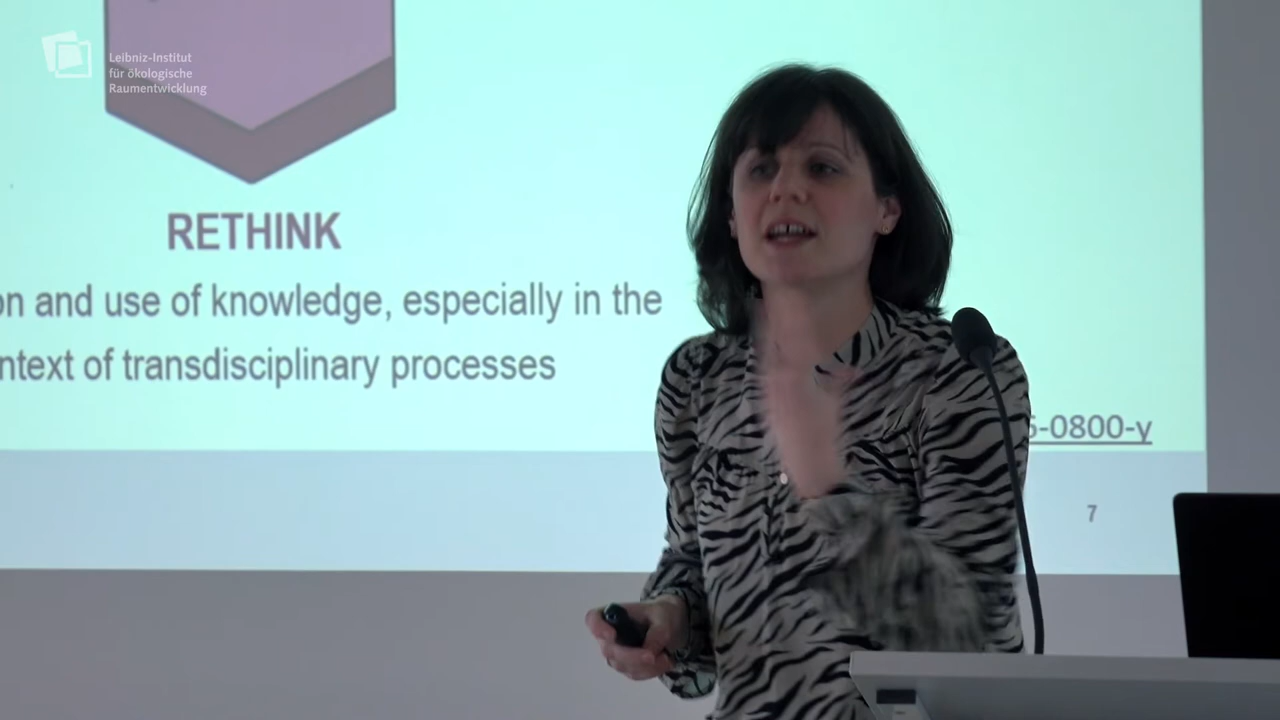 Leibniz-Institut
für ökologische
Raumentwicklung
RETHINK
on and use of knowledge, especially in the
ntext of transdisciplinary processes
-0800-y
7